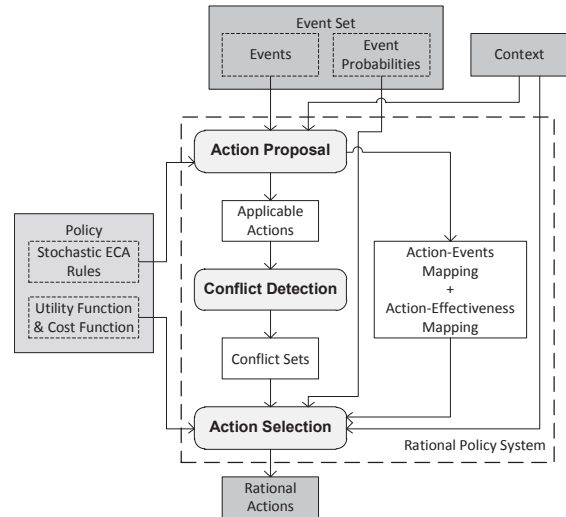 Event Set
Events
Event
Probabilities
Context
Action Proposal
Policy
Stochastic ECA
Rules
Utility Function
& Cost Function
Applicable
Actions
Conflict Detection
Action-Events
Mapping
+
Action-Effectiveness
Mapping
Conflict Sets
Action Selection
Rational Policy System
Rational
Actions